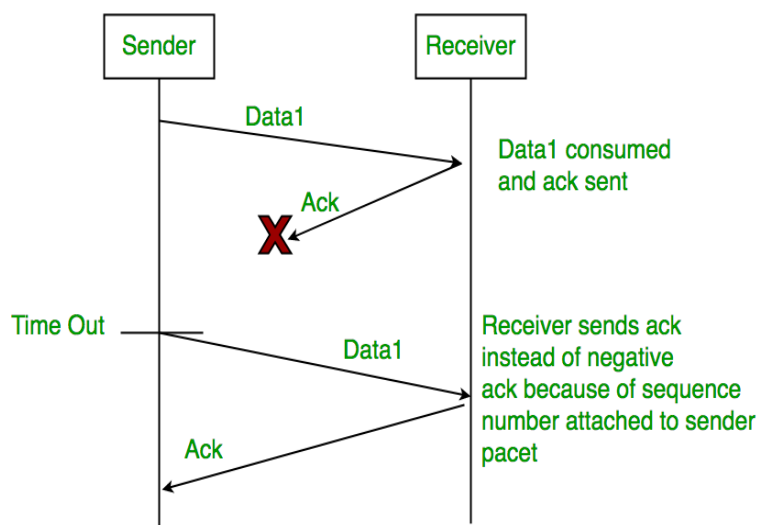 Sender
Receiver
Data1
Data1 consumed
and ack sent
Ack
X
Time Out
Data1
Receiver sends ack
instead of negative
ack because of sequence
number attached to sender
pacet
Ack